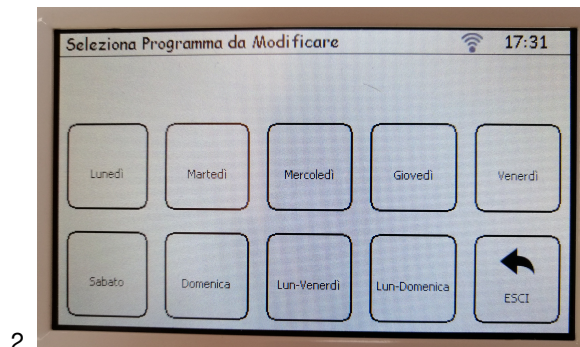 Seleziona Programma da Modificare 17:31
Lunedì Martedì Mercoledì Giovedì Venerdì
Sabato Domenica Lun-Venerdì Lun-Domenica ESCI
2